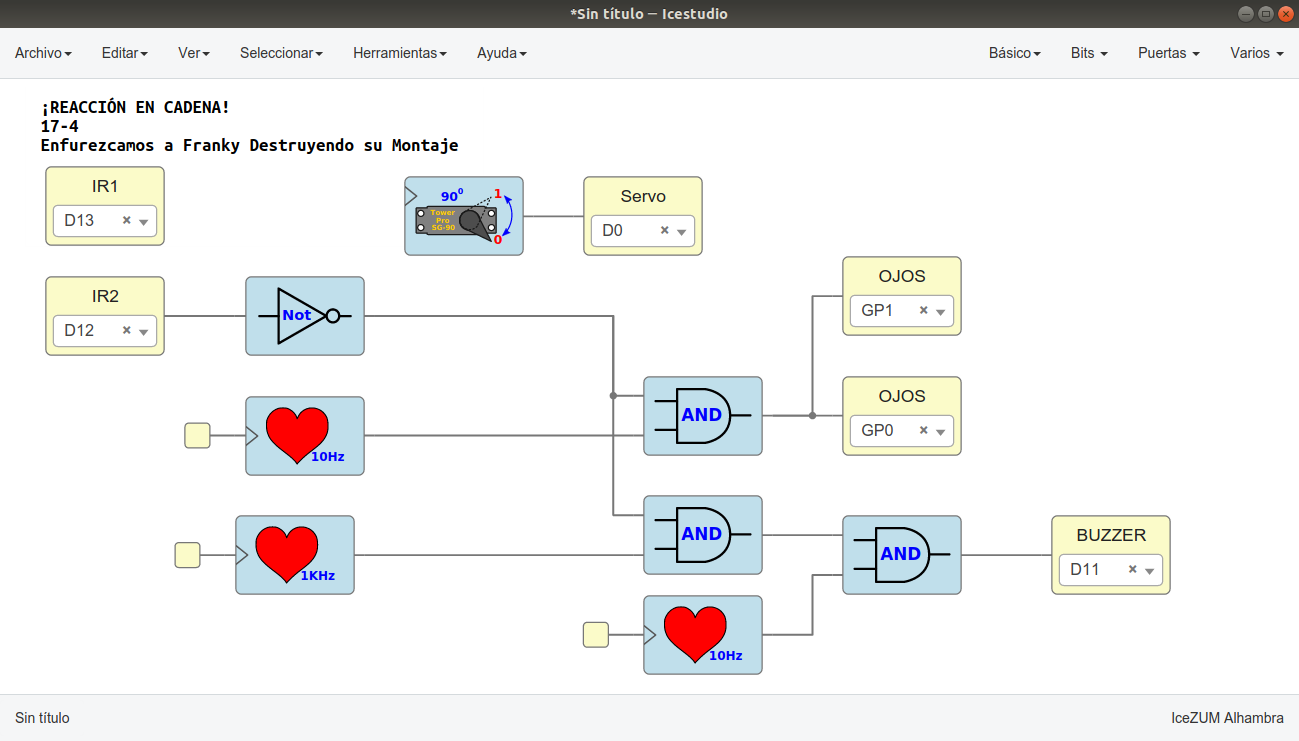 *Sin título — Icestudio
Archivo Editar Ver Seleccionar Herramientas Ayuda Básico Bits Puertas Varios
¡REACCIÓN EN CADENA!
17-4
Enfurezcamos a Franky Destruyendo su Montaje
IR1
D13
90⁰ 1
Tower
Pro
SG-90
0
Servo
D0
IR2
D12
Not
OJOS
GP1
10Hz
AND
OJOS
GP0
1KHz
AND
AND
BUZZER
D11
10Hz
Sin título IceZUM Alhambra